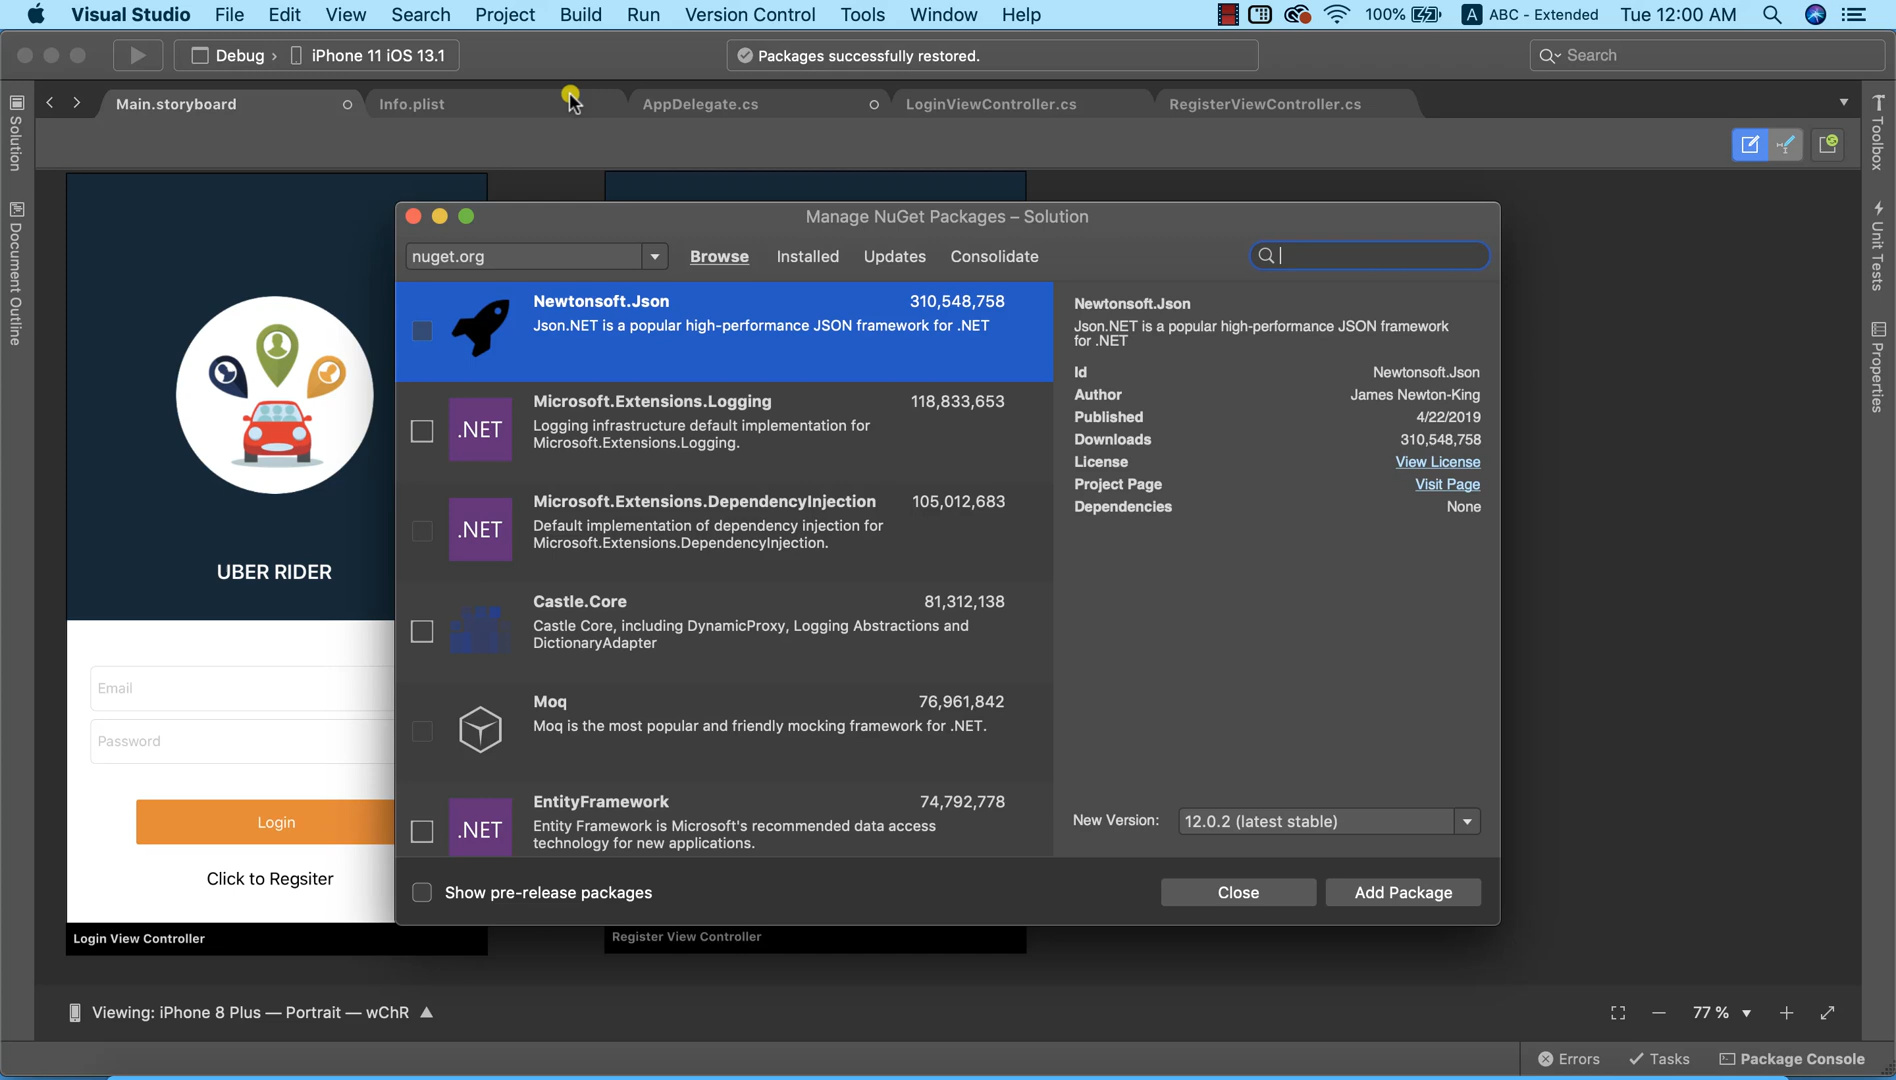 Visual Studio File Edit View Search Project Build Run Version Control Tools Window Help 100% A ABC - Extended Tue 12:00 AM
Debug › iPhone 11 iOS 13.1 Packages successfully restored. Search
Main.storyboard Info.plist AppDelegate.cs LoginViewController.cs RegisterViewController.cs
Solution
Document Outline
Toolbox
Unit Tests
Properties
UBER RIDER
Email
Password
Login
Click to Regsiter
Login View Controller
Register View Controller
Manage NuGet Packages – Solution
nuget.org Browse Installed Updates Consolidate
Newtonsoft.Json 310,548,758
Json.NET is a popular high-performance JSON framework for .NET
.NET
Microsoft.Extensions.Logging 118,833,653
Logging infrastructure default implementation for
Microsoft.Extensions.Logging.
.NET
Microsoft.Extensions.DependencyInjection 105,012,683
Default implementation of dependency injection for
Microsoft.Extensions.DependencyInjection.
Castle.Core 81,312,138
Castle Core, including DynamicProxy, Logging Abstractions and
DictionaryAdapter
Moq 76,961,842
Moq is the most popular and friendly mocking framework for .NET.
.NET
EntityFramework 74,792,778
Entity Framework is Microsoft's recommended data access
technology for new applications.
Newtonsoft.Json
Json.NET is a popular high-performance JSON framework
for .NET
Id Newtonsoft.Json
Author James Newton-King
Published 4/22/2019
Downloads 310,548,758
License View License
Project Page Visit Page
Dependencies None
New Version: 12.0.2 (latest stable)
Show pre-release packages Close Add Package
Viewing: iPhone 8 Plus — Portrait — wChR 77 %
Errors Tasks Package Console